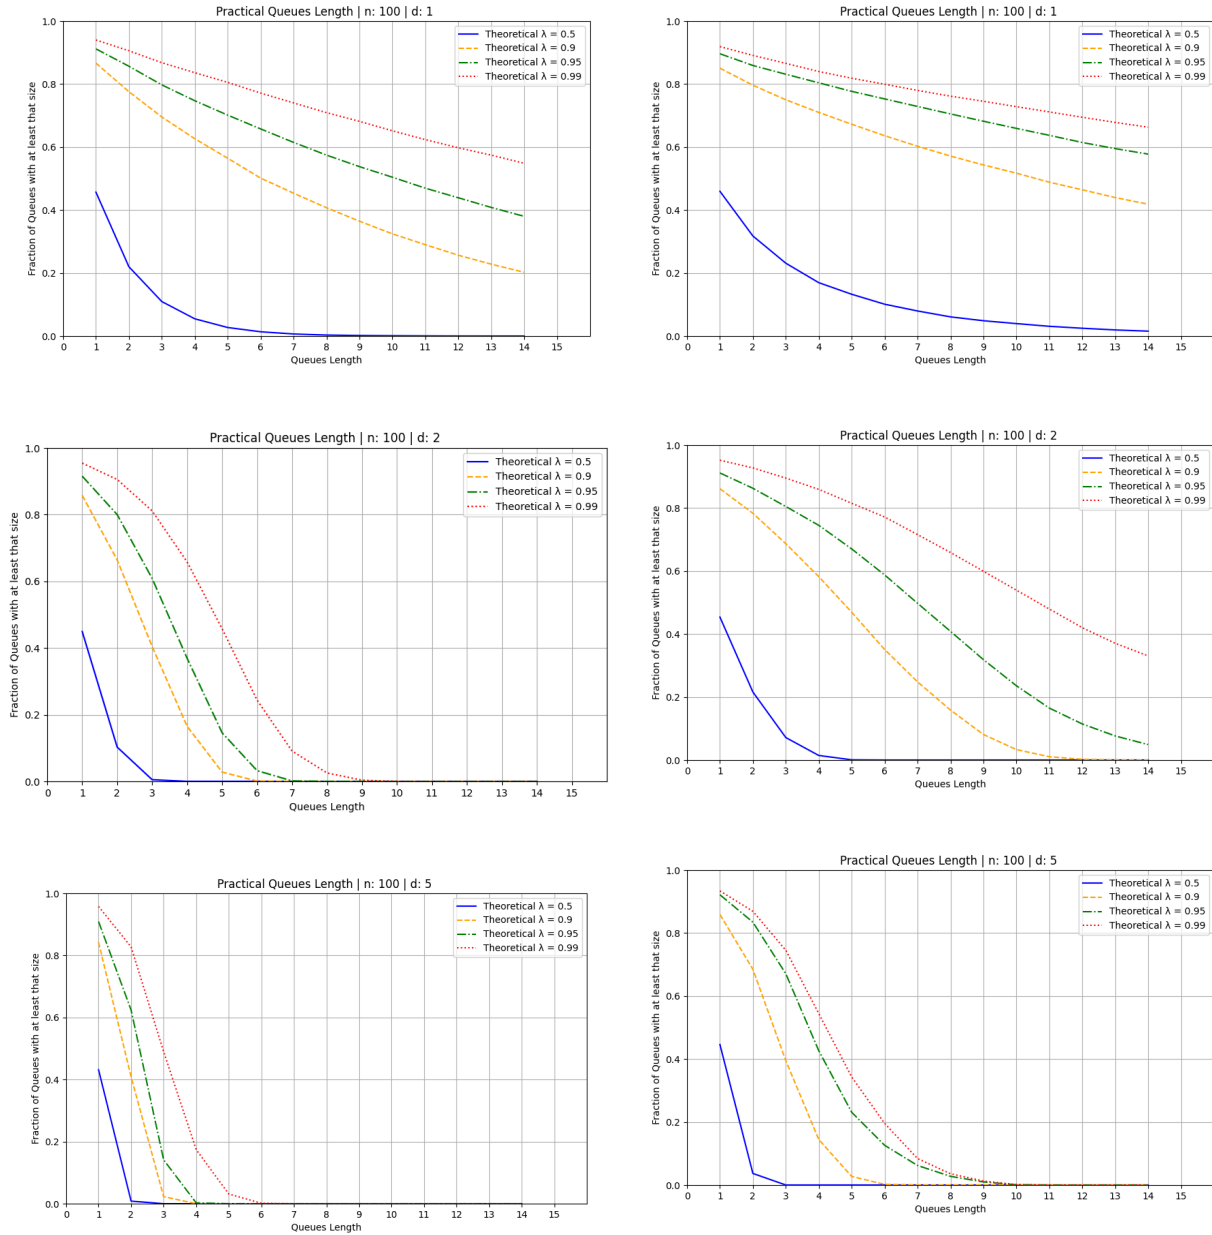 Practical Queues Length | n: 100 | d: 1
Fraction of Queues with at least that size
1.0
0.8
0.6
0.4
0.2
0.0
Theoretical λ = 0.5
Theoretical λ = 0.9
Theoretical λ = 0.95
Theoretical λ = 0.99
0 1 2 3 4 5 6 7 8 9 10 11 12 13 14 15
Queues Length
Practical Queues Length | n: 100 | d: 1
Fraction of Queues with at least that size
1.0
0.8
0.6
0.4
0.2
0.0
Theoretical λ = 0.5
Theoretical λ = 0.9
Theoretical λ = 0.95
Theoretical λ = 0.99
0 1 2 3 4 5 6 7 8 9 10 11 12 13 14 15
Queues Length
Practical Queues Length | n: 100 | d: 2
Fraction of Queues with at least that size
1.0
0.8
0.6
0.4
0.2
0.0
Theoretical λ = 0.5
Theoretical λ = 0.9
Theoretical λ = 0.95
Theoretical λ = 0.99
0 1 2 3 4 5 6 7 8 9 10 11 12 13 14 15
Queues Length
Practical Queues Length | n: 100 | d: 2
Fraction of Queues with at least that size
1.0
0.8
0.6
0.4
0.2
0.0
Theoretical λ = 0.5
Theoretical λ = 0.9
Theoretical λ = 0.95
Theoretical λ = 0.99
0 1 2 3 4 5 6 7 8 9 10 11 12 13 14 15
Queues Length
Practical Queues Length | n: 100 | d: 5
Fraction of Queues with at least that size
1.0
0.8
0.6
0.4
0.2
0.0
Theoretical λ = 0.5
Theoretical λ = 0.9
Theoretical λ = 0.95
Theoretical λ = 0.99
0 1 2 3 4 5 6 7 8 9 10 11 12 13 14 15
Queues Length
Practical Queues Length | n: 100 | d: 5
Fraction of Queues with at least that size
1.0
0.8
0.6
0.4
0.2
0.0
Theoretical λ = 0.5
Theoretical λ = 0.9
Theoretical λ = 0.95
Theoretical λ = 0.99
0 1 2 3 4 5 6 7 8 9 10 11 12 13 14 15
Queues Length